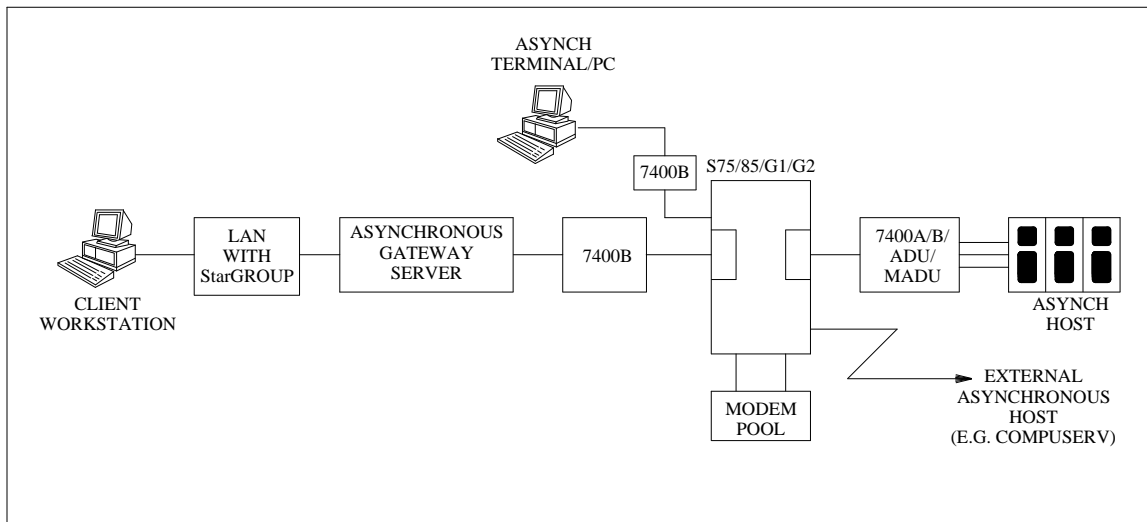 ASYNCH
TERMINAL/PC
7400B
S75/85/G1/G2
LAN
WITH
StarGROUP
ASYNCHRONOUS
GATEWAY
SERVER
7400B
7400A/B/
ADU/
MADU
CLIENT
WORKSTATION
ASYNCH
HOST
MODEM
POOL
EXTERNAL
ASYNCHRONOUS
HOST
(E.G. COMPUSERV)